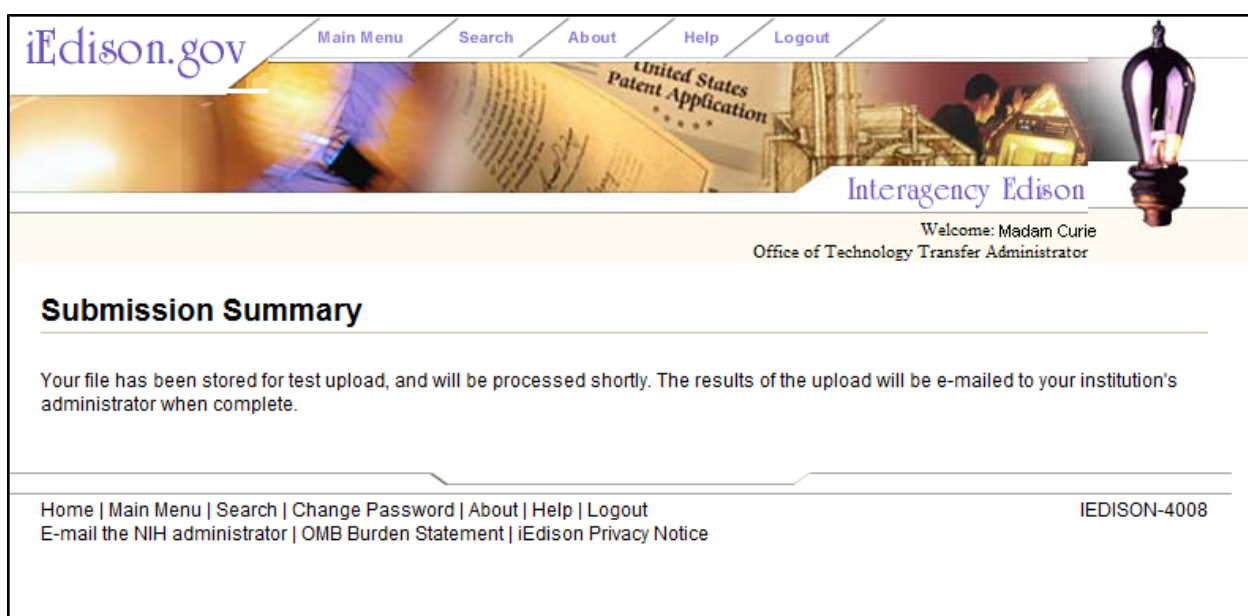 iEdison.gov
Main Menu Search About Help Logout
United States
Patent Application
Interagency Edison
Welcome: Madam Curie
Office of Technology Transfer Administrator
Submission Summary
Your file has been stored for test upload, and will be processed shortly. The results of the upload will be e-mailed to your institution's
administrator when complete.
Home | Main Menu | Search | Change Password | About | Help | Logout
IEDISON-4008
E-mail the NIH administrator | OMB Burden Statement | iEdison Privacy Notice